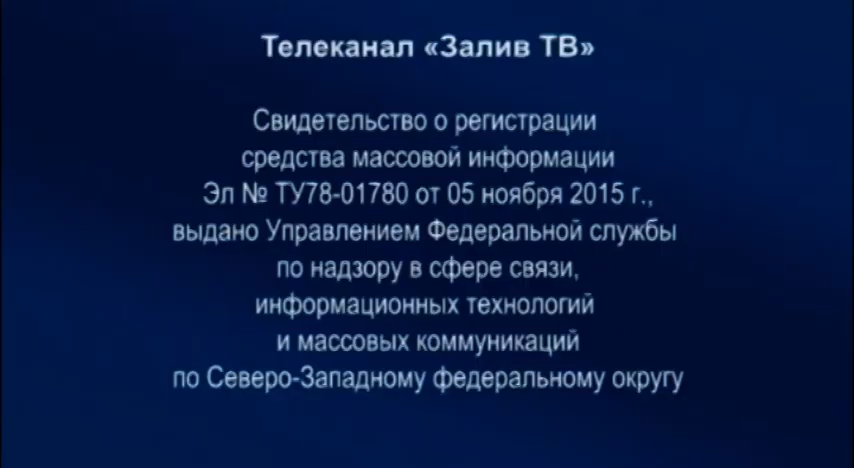 Телеканал «Залив ТВ»
Свидетельство о регистрации
средства массовой информации
Эл № ТУ78-01780 от 05 ноября 2015 г.,
выдано Управлением Федеральной службы
по надзору в сфере связи,
информационных технологий
и массовых коммуникаций
по Северо-Западному федеральному округу